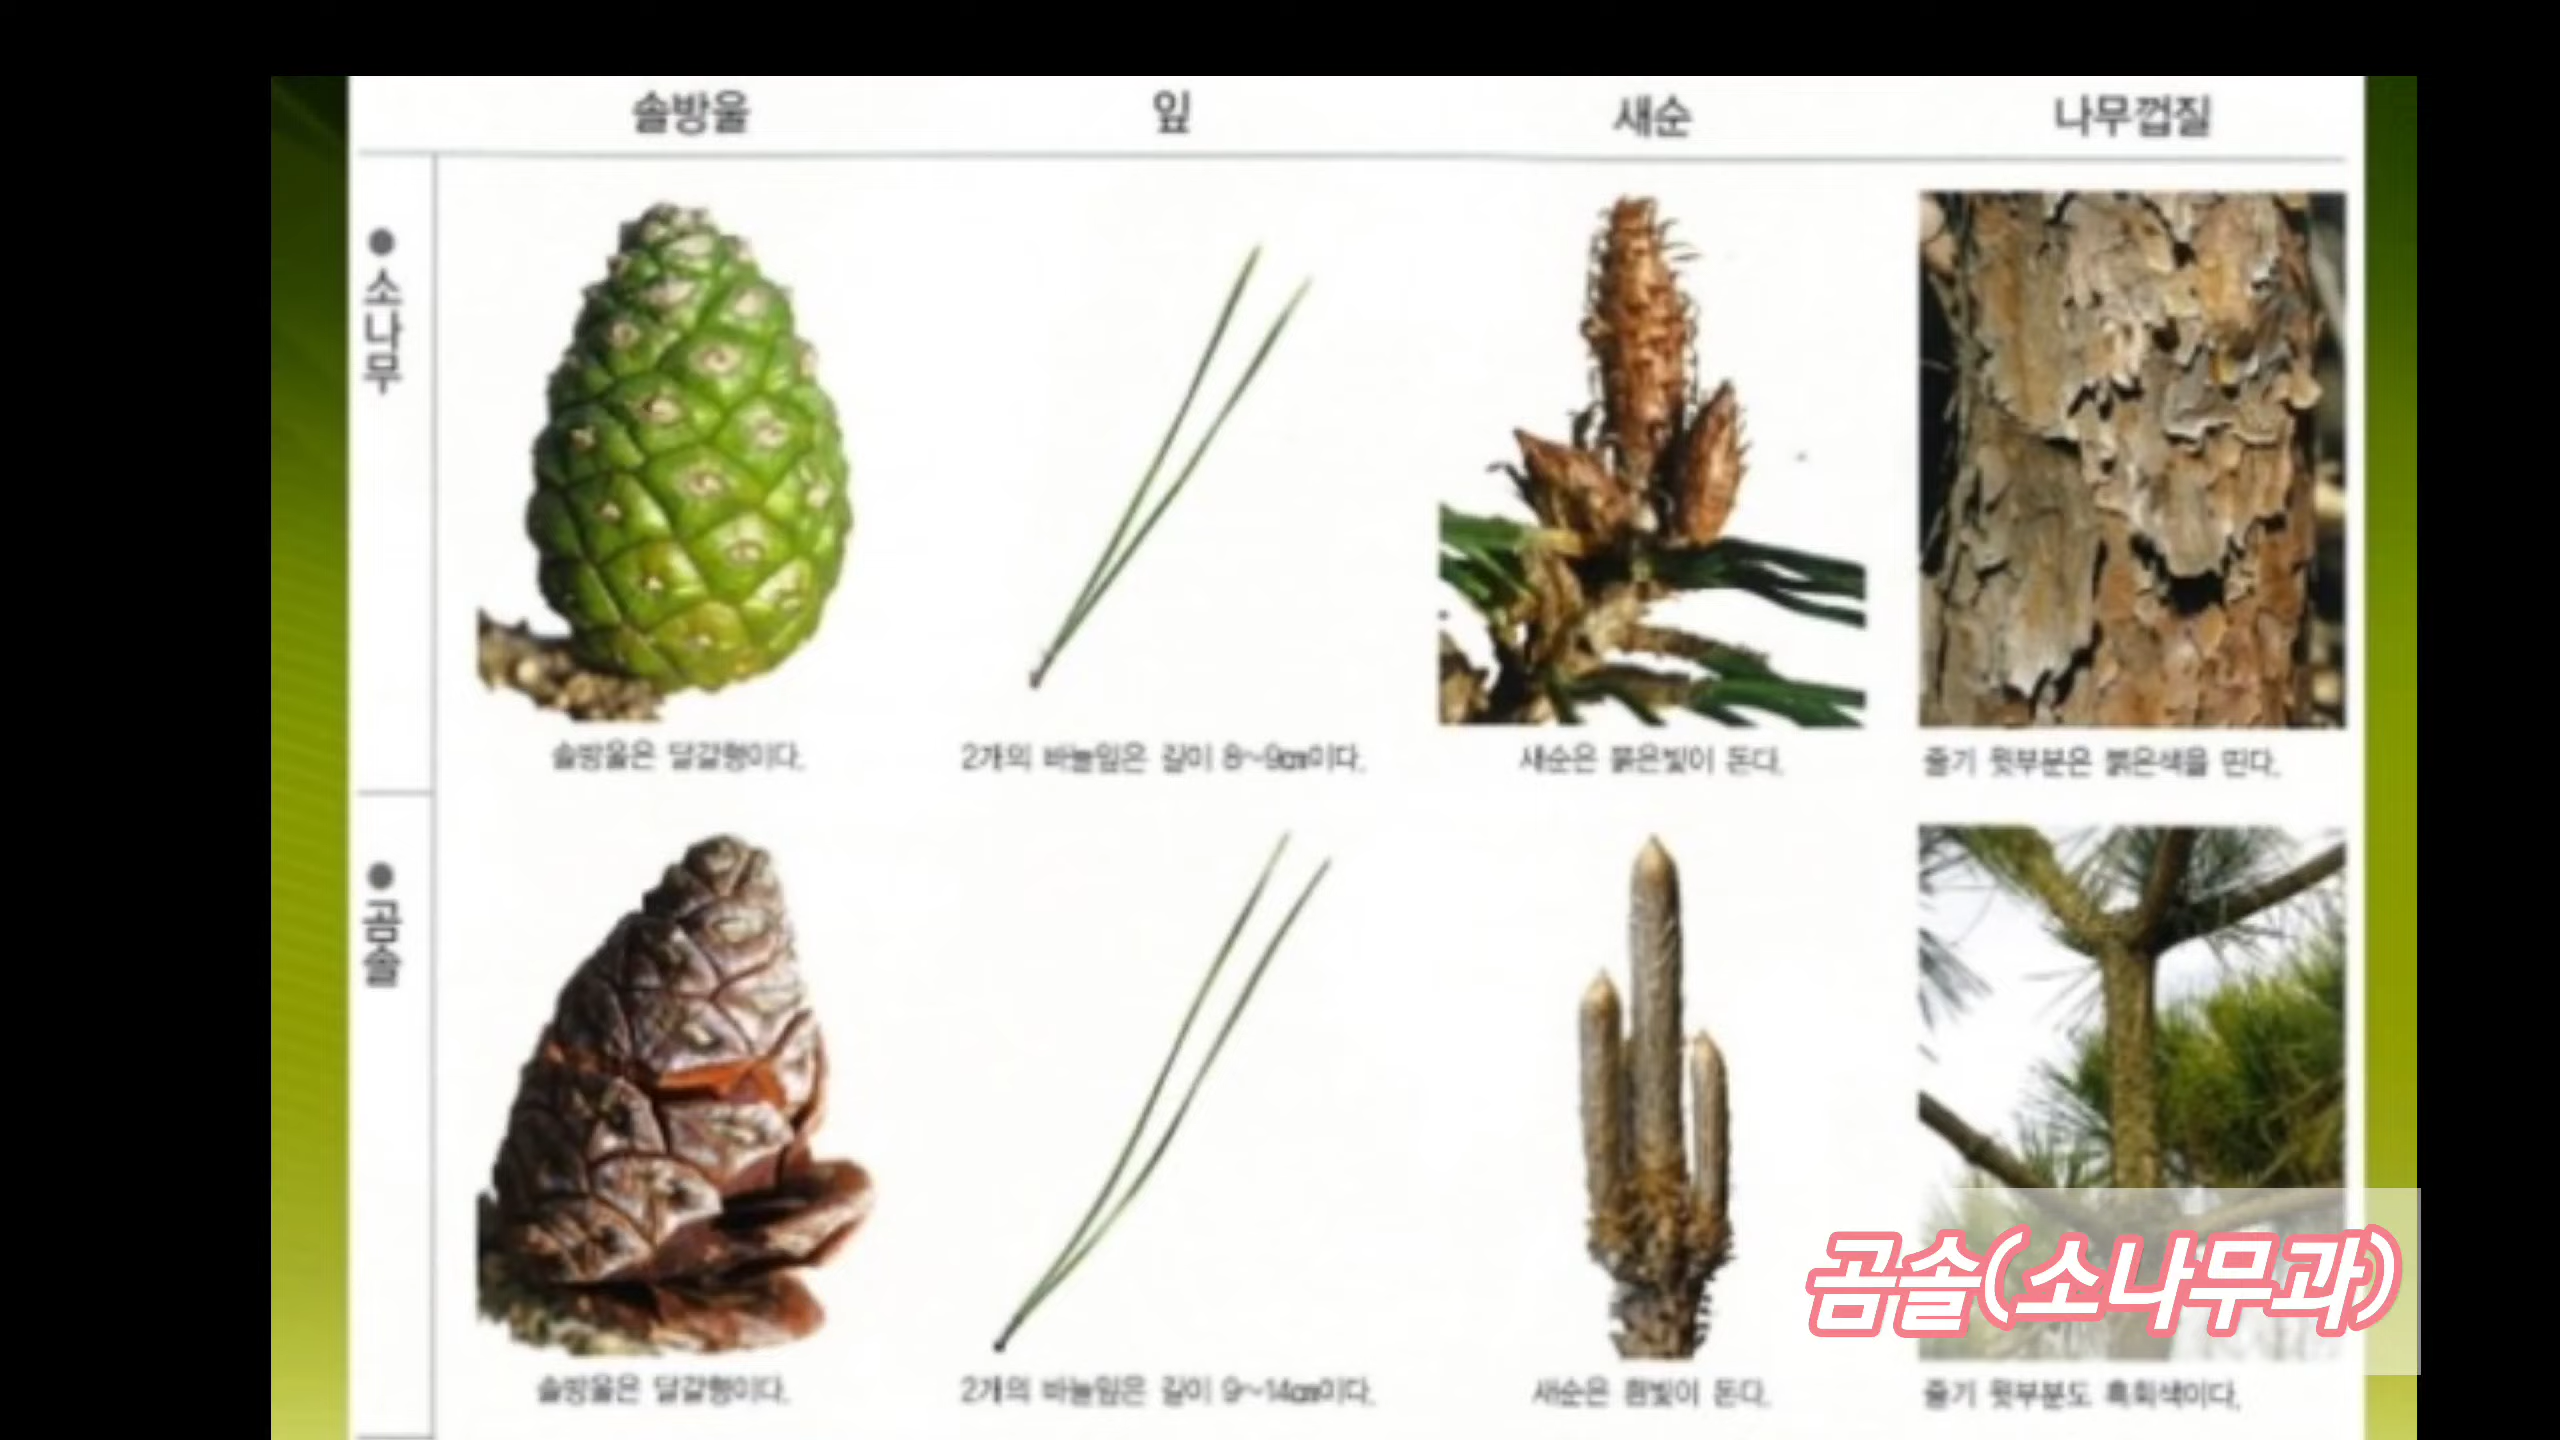 솔방울 잎 새순 나무껍질
● 소나무
솔방울은 달걀형이다.
2개의 바늘잎은 길이 8~9cm이다.
새순은 붉은빛이 돈다.
줄기 윗부분은 붉은색을 띤다.
● 곰솔
솔방울은 달걀형이다.
2개의 바늘잎은 길이 9~14cm이다.
새순은 흰빛이 돈다.
줄기 윗부분도 흑회색이다.
곰솔(소나무과)